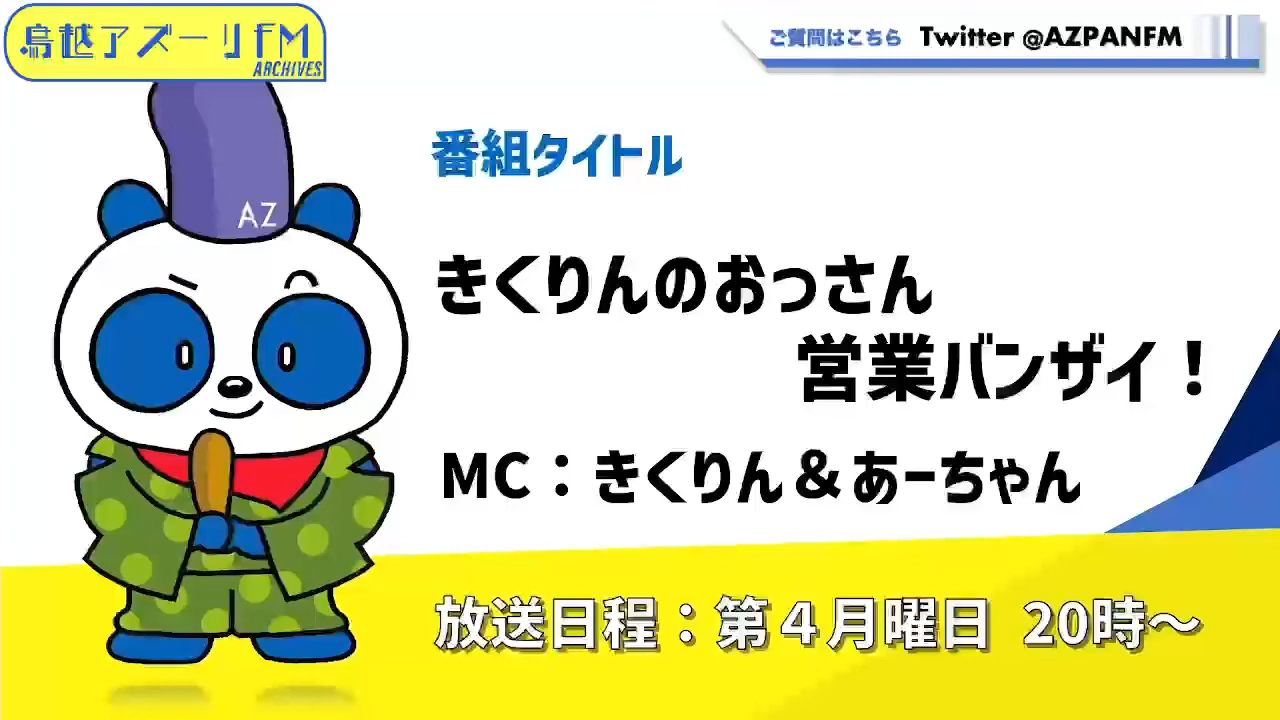 鳥越アズーリFM
ARCHIVES
ご質問はこちら Twitter @AZPANFM
AZ
番組タイトル
きくりんのおっさん
営業バンザイ！
MC：きくりん＆あーちゃん
放送日程：第４月曜日 20時〜